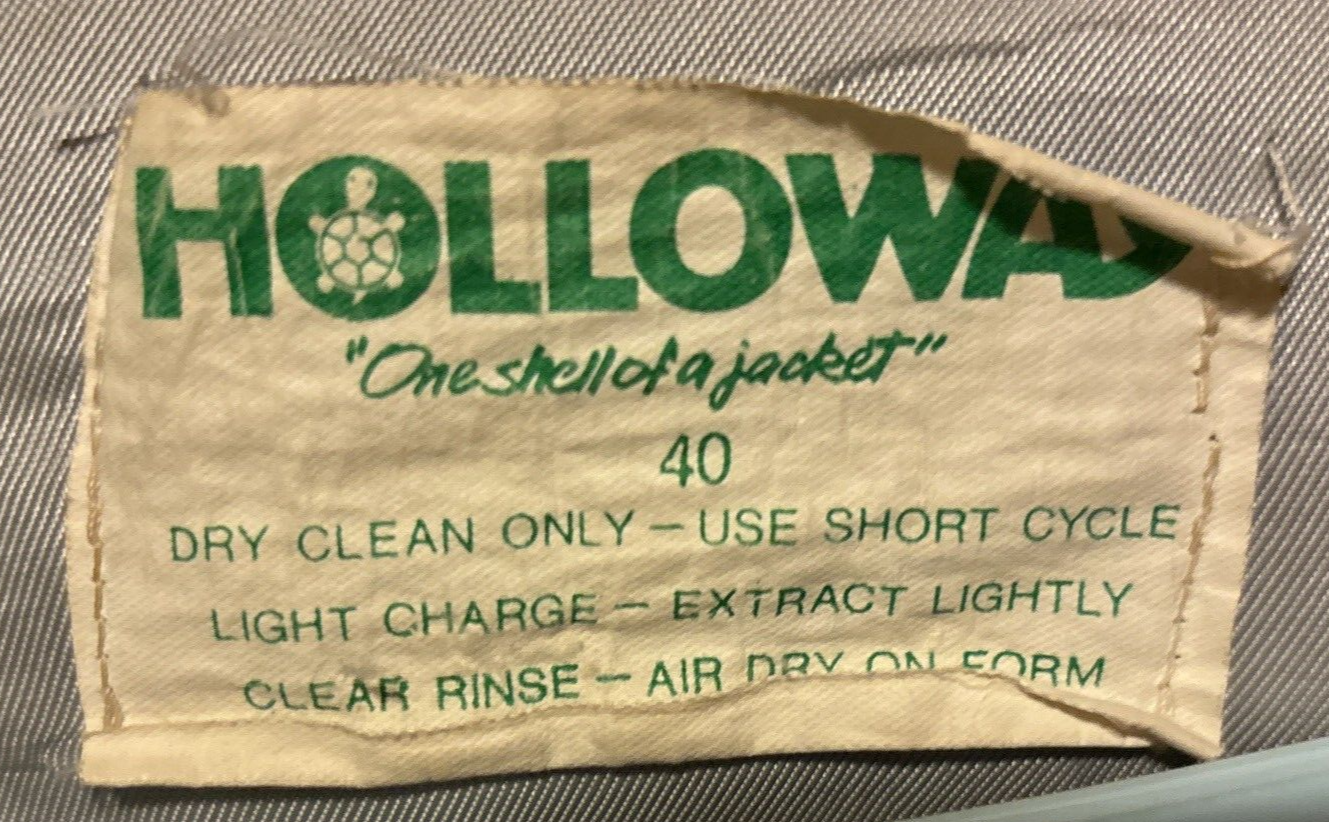 HOLLOWAY
"One shell of a jacket"
40
DRY CLEAN ONLY – USE SHORT CYCLE
LIGHT CHARGE – EXTRACT LIGHTLY
CLEAR RINSE – AIR DRY ON FORM